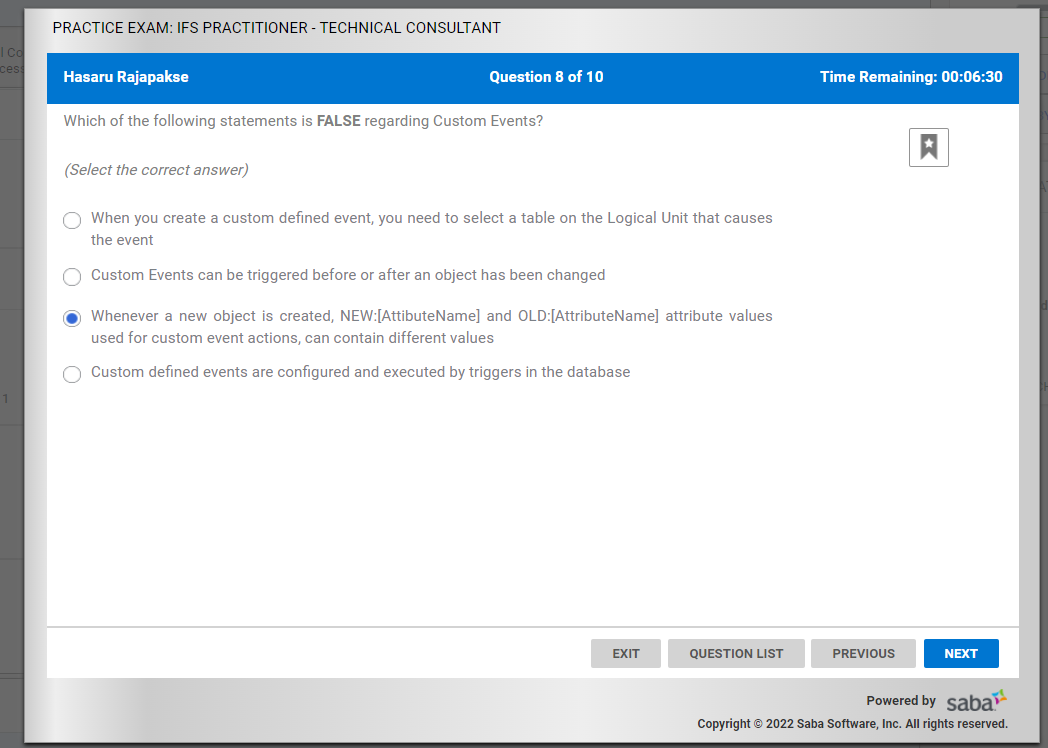 PRACTICE EXAM: IFS PRACTITIONER - TECHNICAL CONSULTANT
Hasaru Rajapakse
Question 8 of 10
Time Remaining: 00:06:30
Which of the following statements is FALSE regarding Custom Events?
(Select the correct answer)
When you create a custom defined event, you need to select a table on the Logical Unit that causes
the event
Custom Events can be triggered before or after an object has been changed
Whenever a new object is created, NEW:[AttibuteName] and OLD:[AttributeName] attribute values
used for custom event actions, can contain different values
Custom defined events are configured and executed by triggers in the database
1
EXIT
QUESTION LIST
PREVIOUS
NEXT
Powered by saba
Copyright © 2022 Saba Software, Inc. All rights reserved.